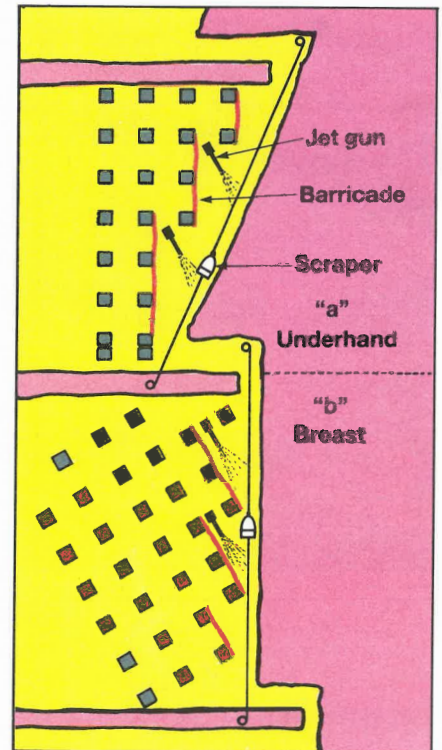 Jet gun
Barricade
Scraper
"a"
Underhand
"b"
Breast